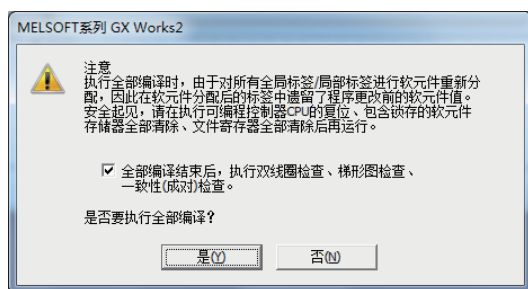 MELSOFT系列 GX Works2
注意
执行全部编译时，由于对所有全局标签/局部标签进行软元件重新分
配，因此在软元件分配后的标签中遗留了程序更改前的软元件值。
安全起见，请在执行可编程控制器CPU的复位、包含锁存的软元件
存储器全部清除、文件寄存器全部清除后再运行。
全部编译结束后，执行双线圈检查、梯形图检查、
一致性(成对)检查。
是否要执行全部编译?
是(Y)
否(N)